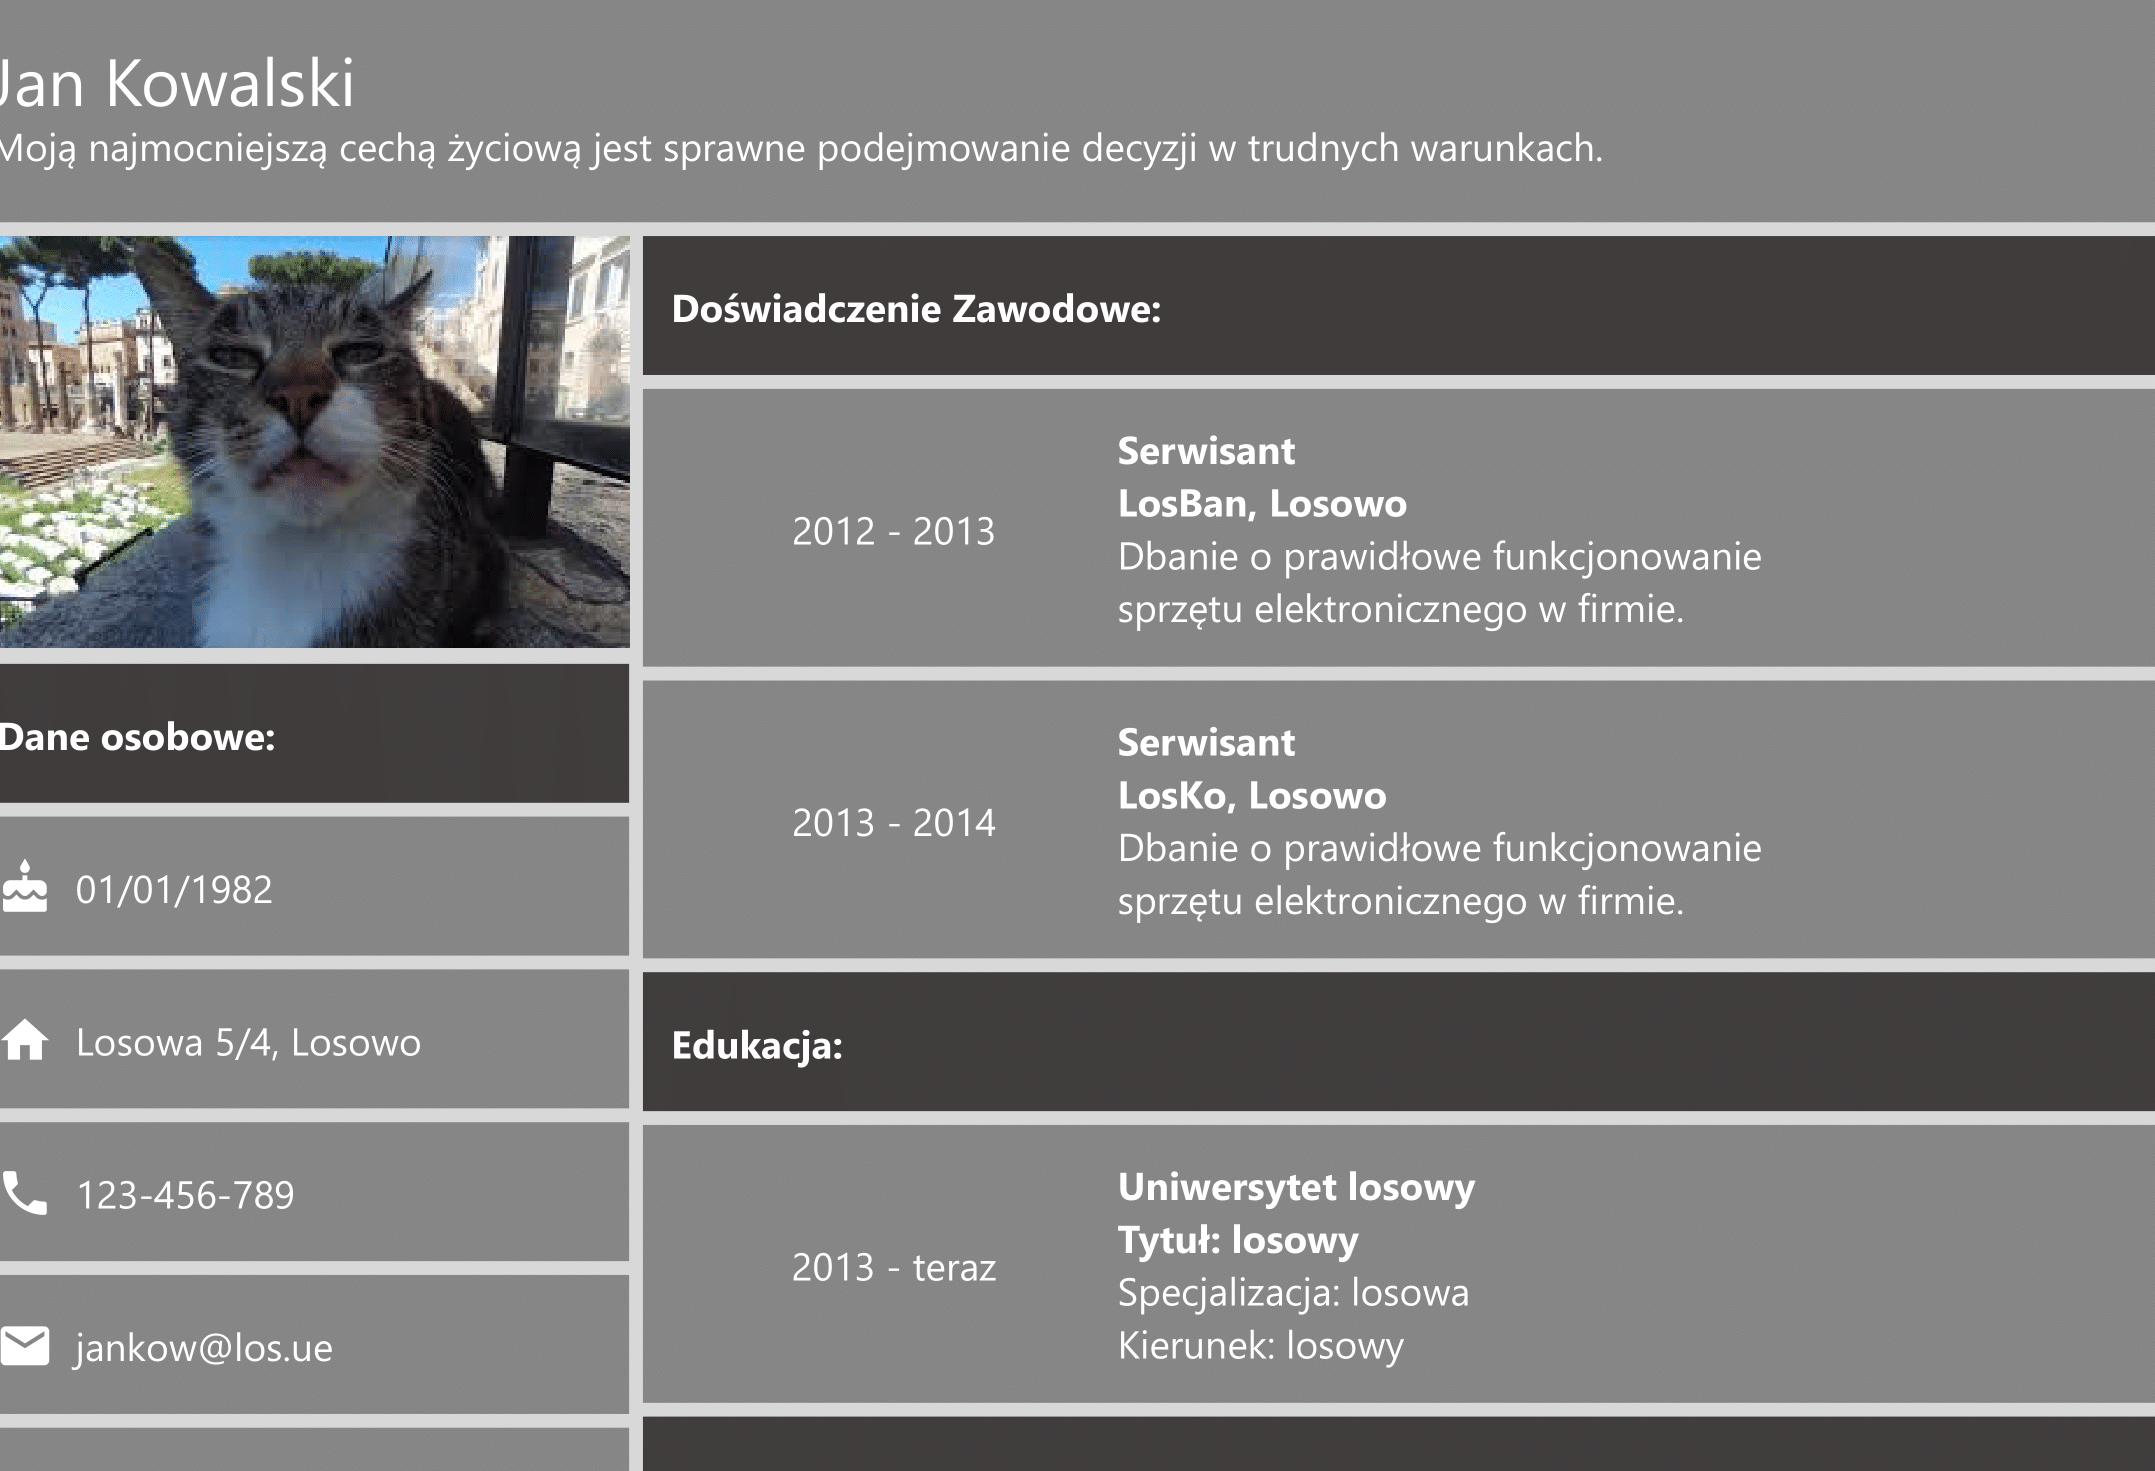 Jan Kowalski
Moją najmocniejszą cechą życiową jest sprawne podejmowanie decyzji w trudnych warunkach.
Dane osobowe:
01/01/1982
Losowa 5/4, Losowo
123-456-789
jankow@los.ue
Doświadczenie Zawodowe:
2012 - 2013
Serwisant
LosBan, Losowo
Dbanie o prawidłowe funkcjonowanie
sprzętu elektronicznego w firmie.
2013 - 2014
Serwisant
LosKo, Losowo
Dbanie o prawidłowe funkcjonowanie
sprzętu elektronicznego w firmie.
Edukacja:
2013 - teraz
Uniwersytet losowy
Tytuł: losowy
Specjalizacja: losowa
Kierunek: losowy